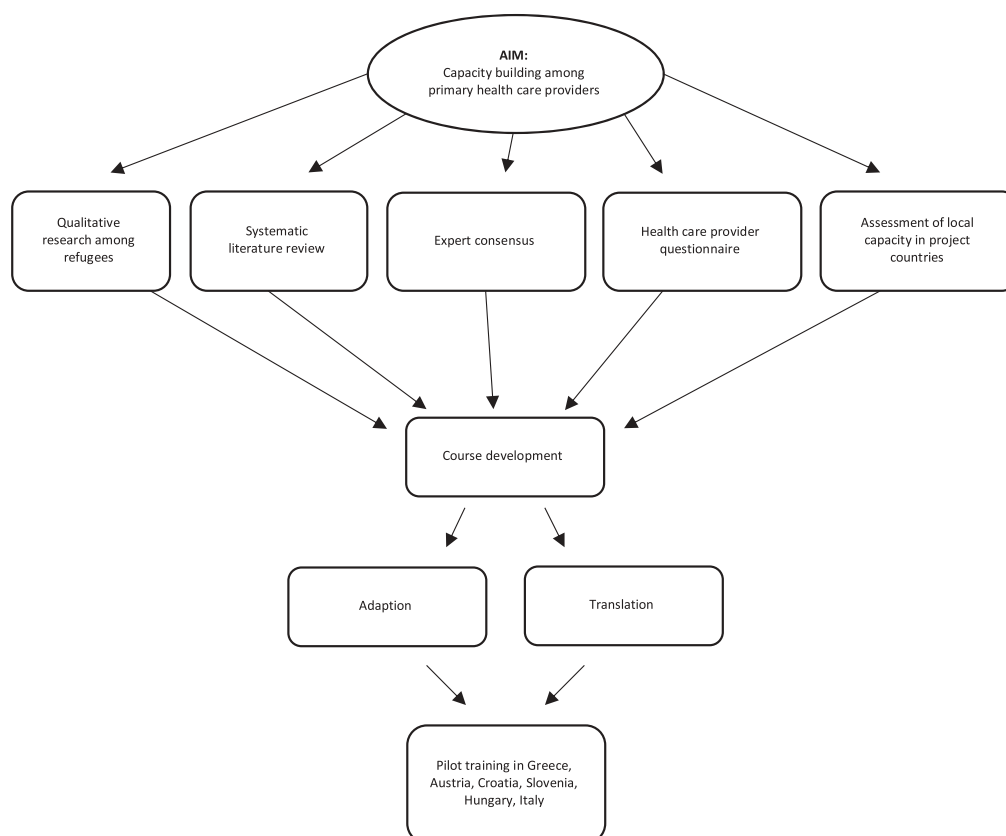 AIM:
Capacity building among
primary health care providers
Qualitative
research among
refugees
Systematic
literature review
Expert consensus
Health care provider
questionnaire
Assessment of local
capacity in project
countries
Course development
Adaption
Translation
Pilot training in Greece,
Austria, Croatia, Slovenia,
Hungary, Italy